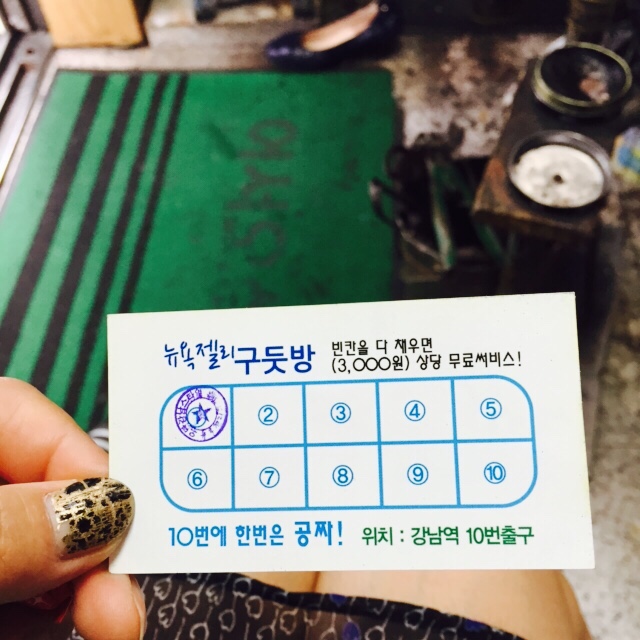 뉴욕젤리구둣방
빈칸을 다 채우면
(3,000원) 상당 무료써비스!
② ③ ④ ⑤
⑥ ⑦ ⑧ ⑨ ⑩
10번에 한번은 공짜! 위치 : 강남역 10번출구